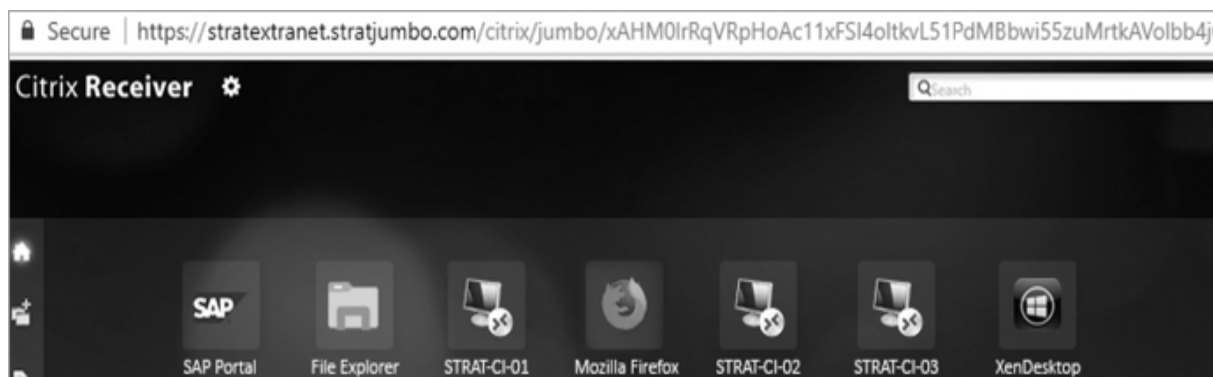 Secure | https://stratextranet.stratjumbo.com/citrix/jumbo/xAHM0IrRqVRpHoAc11xFSI4oItkvL51PdMBbwi55zuMrtkAVolbb4j
Citrix Receiver
Search
SAP
SAP Portal File Explorer STRAT-CI-01 Mozilla Firefox STRAT-CI-02 STRAT-CI-03 XenDesktop